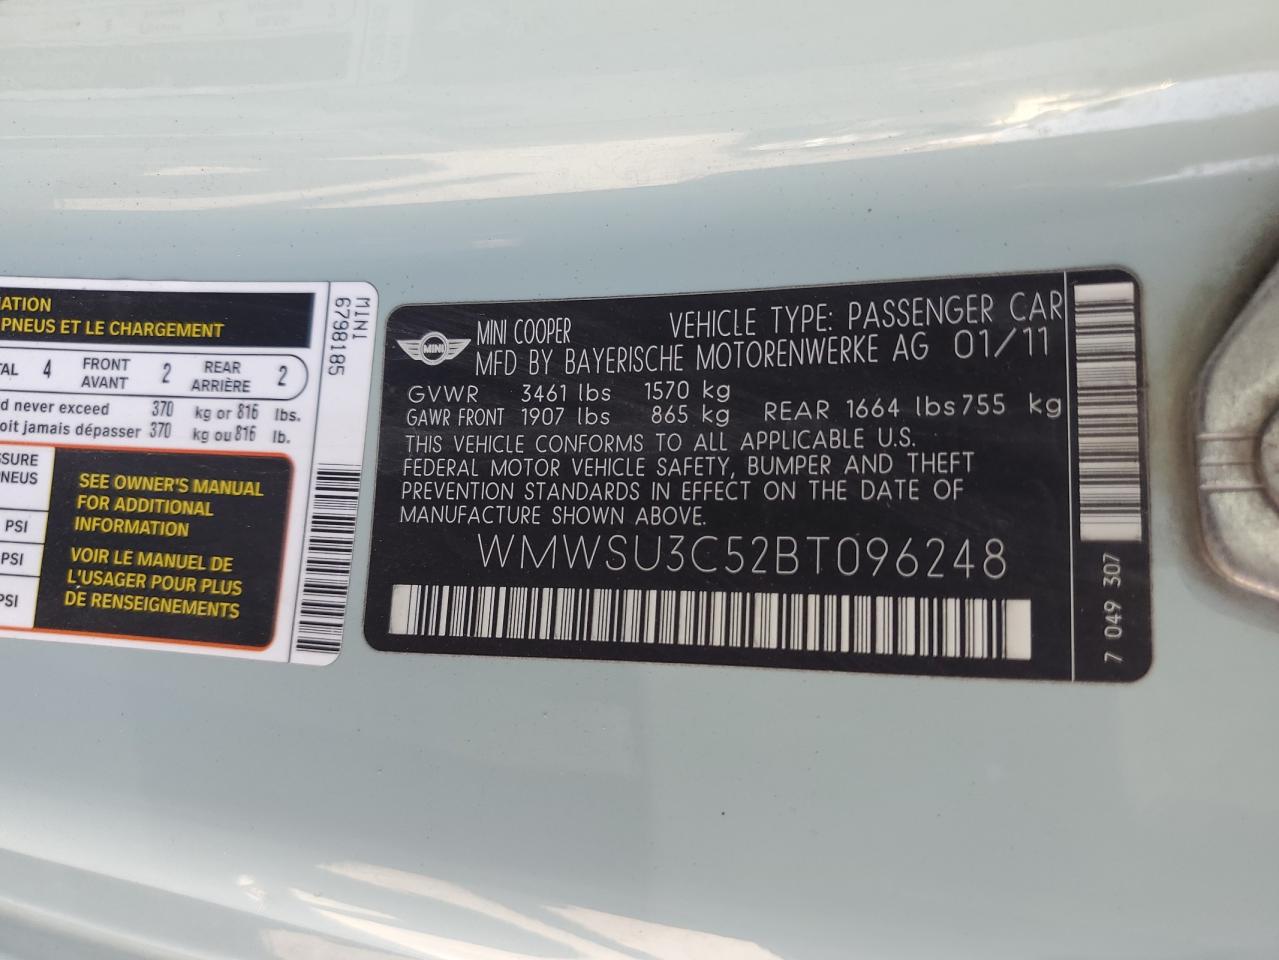 MATION
PNEUS ET LE CHARGEMENT
TAL 4 FRONT AVANT 2 REAR ARRIÈRE 2
d never exceed 370 kg or 816 lbs.
oit jamais dépasser 370 kg ou 816 lb.
SSURE
NEUS
PSI
PSI
PSI
SEE OWNER'S MANUAL
FOR ADDITIONAL
INFORMATION
VOIR LE MANUEL DE
L'USAGER POUR PLUS
DE RENSEIGNEMENTS
MINI
6798185
MINI
MINI COOPER VEHICLE TYPE: PASSENGER CAR
MFD BY BAYERISCHE MOTORENWERKE AG 01/11
GVWR 3461 lbs 1570 kg
GAWR FRONT 1907 lbs 865 kg REAR 1664 lbs 755 kg
THIS VEHICLE CONFORMS TO ALL APPLICABLE U.S.
FEDERAL MOTOR VEHICLE SAFETY, BUMPER AND THEFT
PREVENTION STANDARDS IN EFFECT ON THE DATE OF
MANUFACTURE SHOWN ABOVE.
WMWSU3C52BT096248
7 049 307